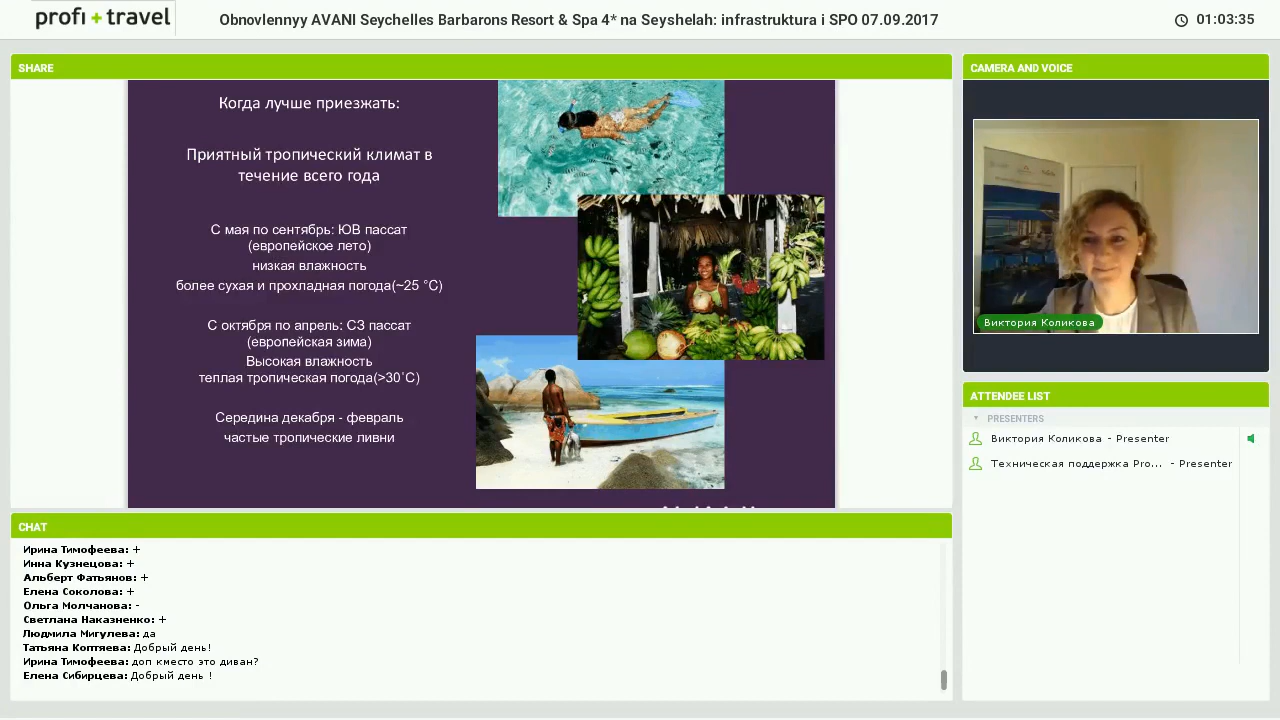 profi + travel
Obnovlennyy AVANI Seychelles Barbarons Resort & Spa 4* na Seyshelah: infrastruktura i SPO 07.09.2017
01:03:35
SHARE
Когда лучше приезжать:
Приятный тропический климат в
течение всего года
С мая по сентябрь: ЮВ пассат
(европейское лето)
низкая влажность
более сухая и прохладная погода(~25 °C)
С октября по апрель: СЗ пассат
(европейская зима)
Высокая влажность
теплая тропическая погода(>30˚C)
Середина декабря - февраль
частые тропические ливни
CAMERA AND VOICE
Виктория Коликова
ATTENDEE LIST
PRESENTERS
Виктория Коликова - Presenter
Техническая поддержка Pro... - Presenter
CHAT
Ирина Тимофеева: +
Инна Кузнецова: +
Альберт Фатьянов: +
Елена Соколова: +
Ольга Молчанова: -
Светлана Наказненко: +
Людмила Мигулева: да
Татьяна Коптяева: Добрый день!
Ирина Тимофеева: доп кместо это диван?
Елена Сибирцева: Добрый день !